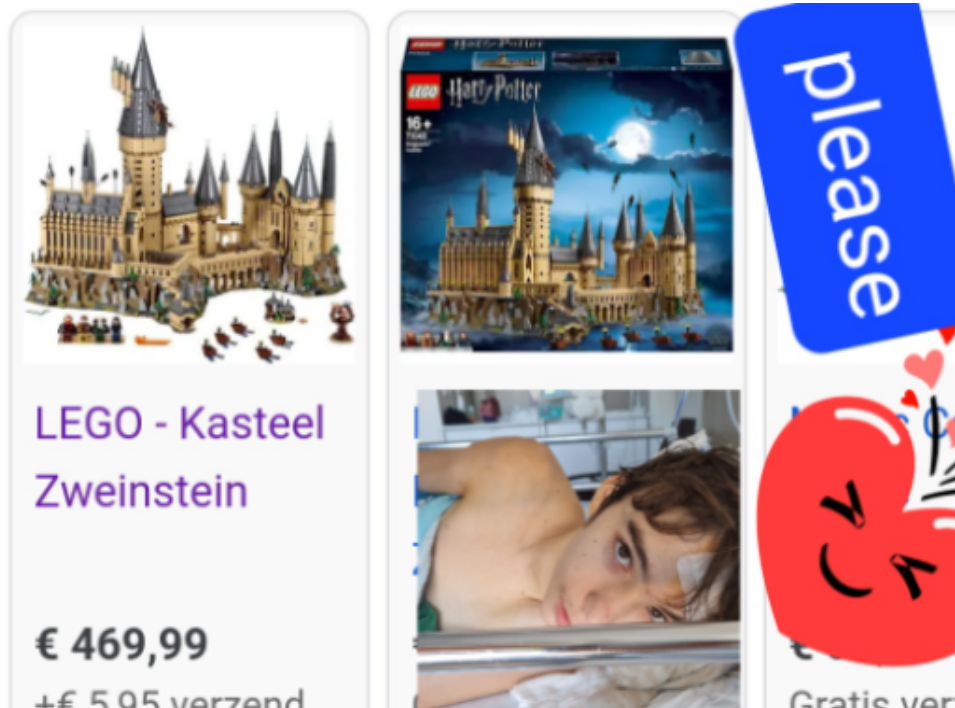 LEGO - Kasteel
Zweinstein
€ 469,99
+€ 5,95 verzend
LEGO Harry Potter
16+
please
Gratis ver